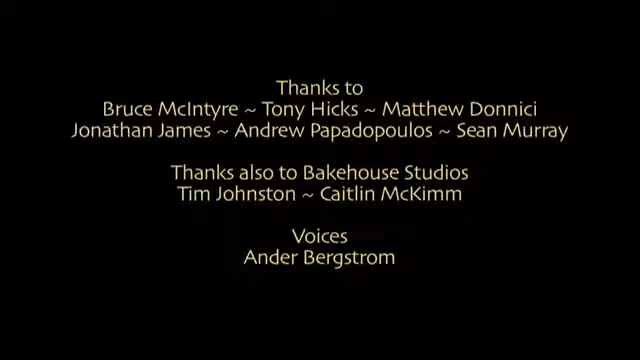 Thanks to
Bruce McIntyre ~ Tony Hicks ~ Matthew Donnici
Jonathan James ~ Andrew Papadopoulos ~ Sean Murray
Thanks also to Bakehouse Studios
Tim Johnston ~ Caitlin McKimm
Voices
Ander Bergstrom